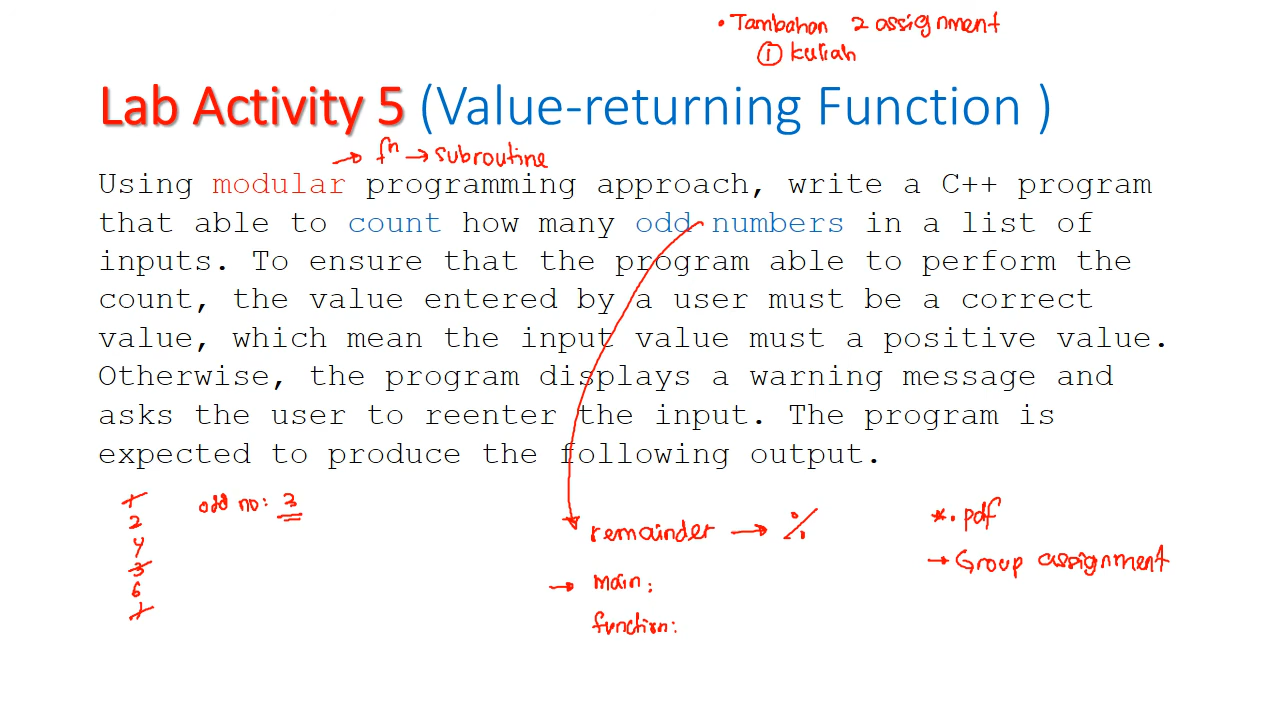 • Tambahan 2 assignment
① kuliah
Lab Activity 5 (Value-returning Function )
→ fⁿ → subroutine
Using modular programming approach, write a C++ program
that able to count how many odd numbers in a list of
inputs. To ensure that the program able to perform the
count, the value entered by a user must be a correct
value, which mean the input value must a positive value.
Otherwise, the program displays a warning message and
asks the user to reenter the input. The program is
expected to produce the following output.
1
odd no: 3
2
4
3
6
1
remainder → %
→ main:
function:
*.pdf
→ Group assignment